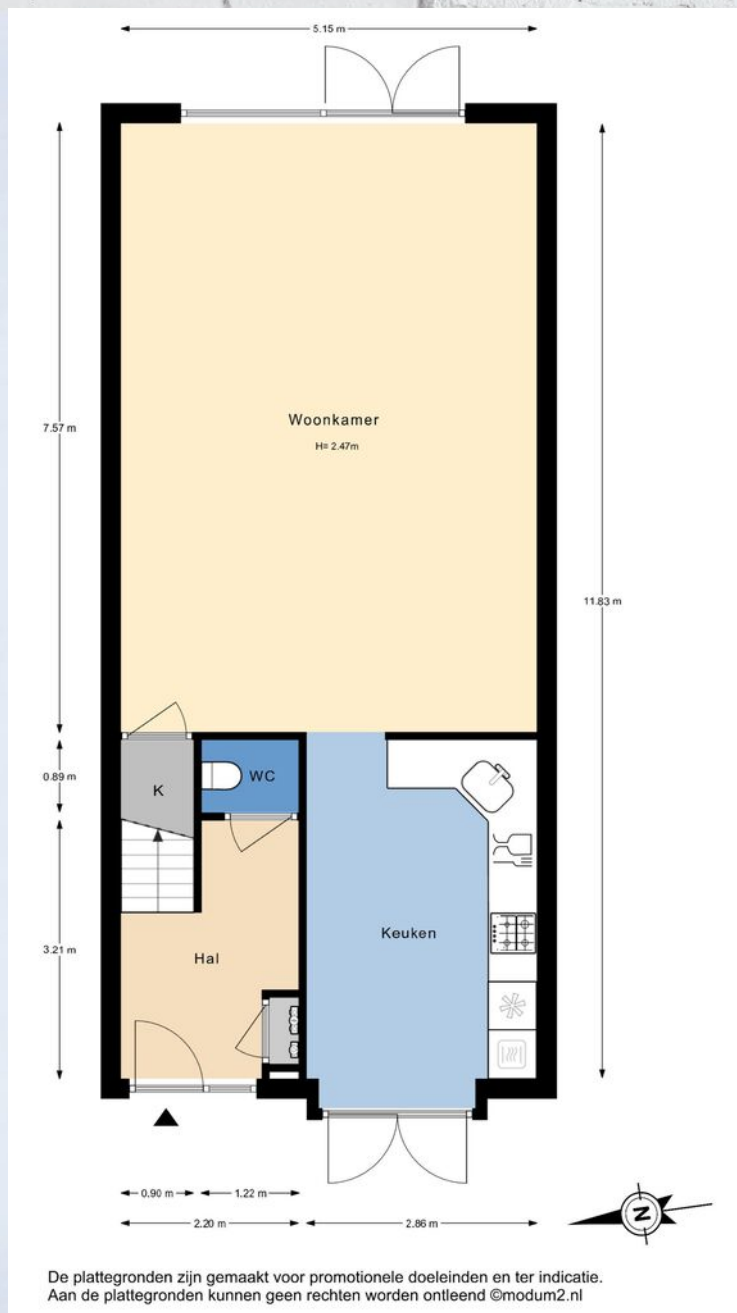 5.15 m
7.57 m
Woonkamer
H= 2.47m
11.83 m
0.89 m
K
WC
3.21 m
Hal
Keuken
0.90 m
1.22 m
2.20 m
2.86 m
N
De plattegronden zijn gemaakt voor promotionele doeleinden en ter indicatie.
Aan de plattegronden kunnen geen rechten worden ontleend ©modum2.nl